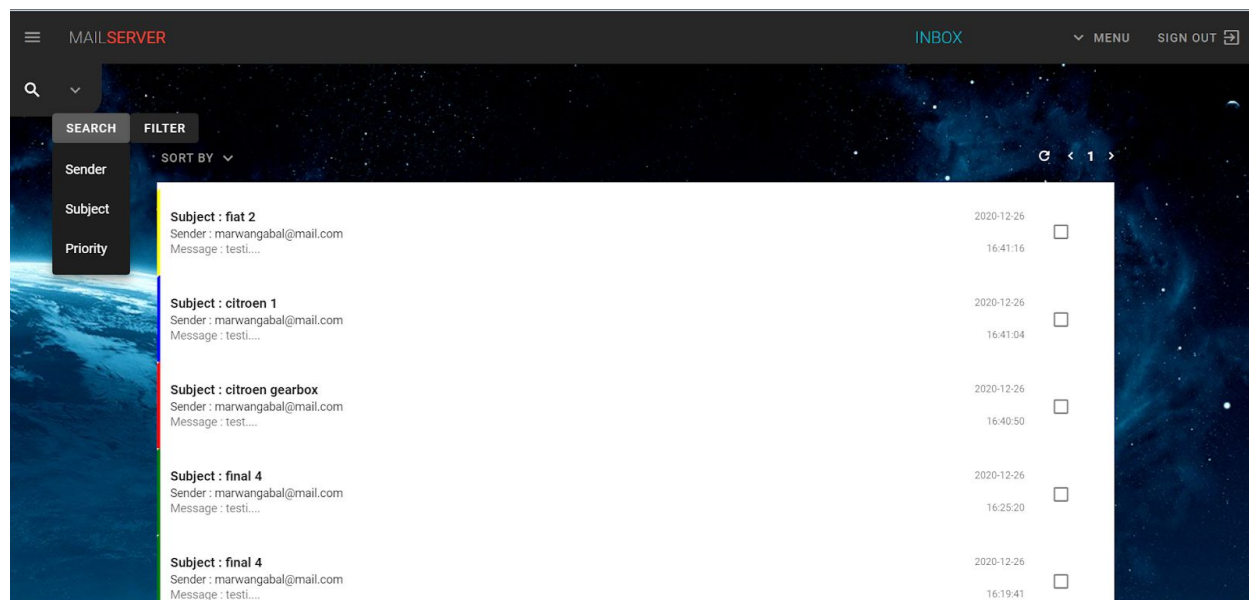 MAILSERVER
INBOX
MENU
SIGN OUT
SEARCH
FILTER
Sender
Subject
Priority
SORT BY
1
Subject : fiat 2
Sender : marwangabal@mail.com
Message : testi....
2020-12-26
16:41:16
Subject : citroen 1
Sender : marwangabal@mail.com
Message : testi....
2020-12-26
16:41:04
Subject : citroen gearbox
Sender : marwangabal@mail.com
Message : test....
2020-12-26
16:40:50
Subject : final 4
Sender : marwangabal@mail.com
Message : testi....
2020-12-26
16:25:20
Subject : final 4
Sender : marwangabal@mail.com
Message : testi....
2020-12-26
16:19:41